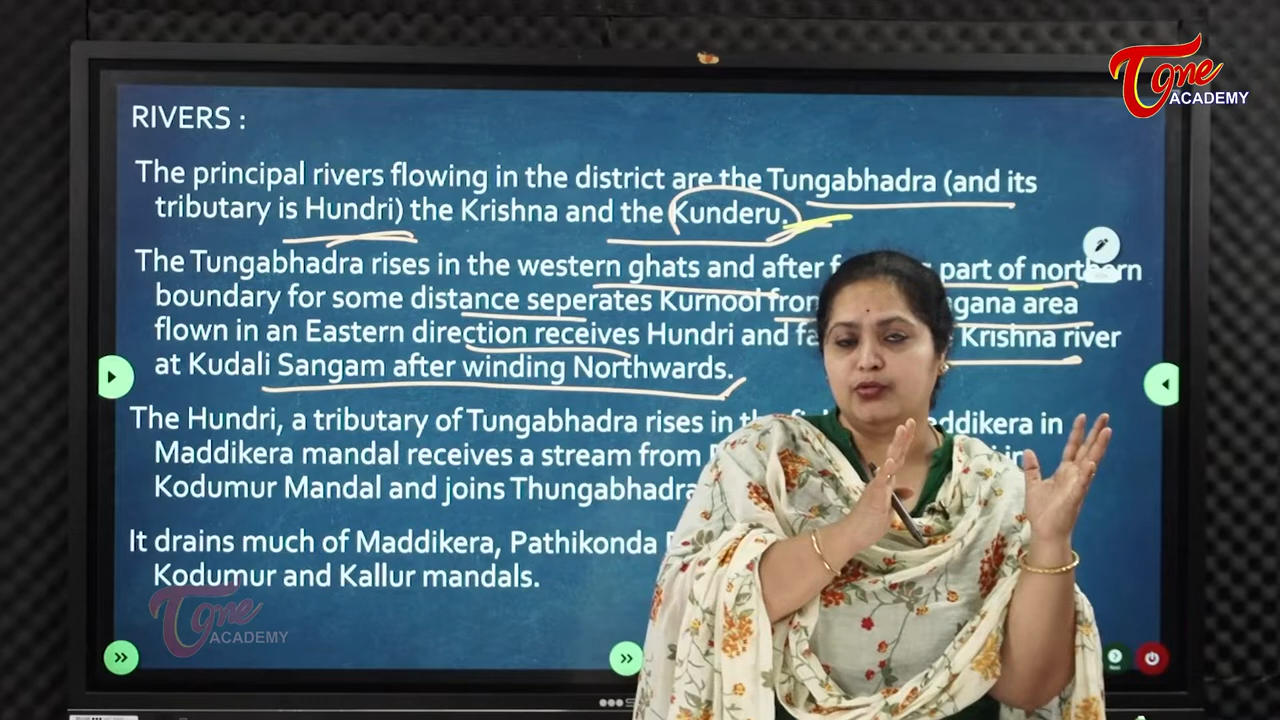 Tone
ACADEMY
RIVERS :
The principal rivers flowing in the district are the Tungabhadra (and its
tributary is Hundri) the Krishna and the Kunderu.
The Tungabhadra rises in the western ghats and after part of northern
boundary for some distance seperates Kurnool area
flown in an Eastern direction receives Hundri and Krishna river
at Kudali Sangam after winding Northwards.
The Hundri, a tributary of Tungabhadra rises in in
Maddikera mandal receives a stream from in
Kodumur Mandal and joins Thungabhadra
It drains much of Maddikera, Pathikonda
Kodumur and Kallur mandals.
Tone
ACADEMY